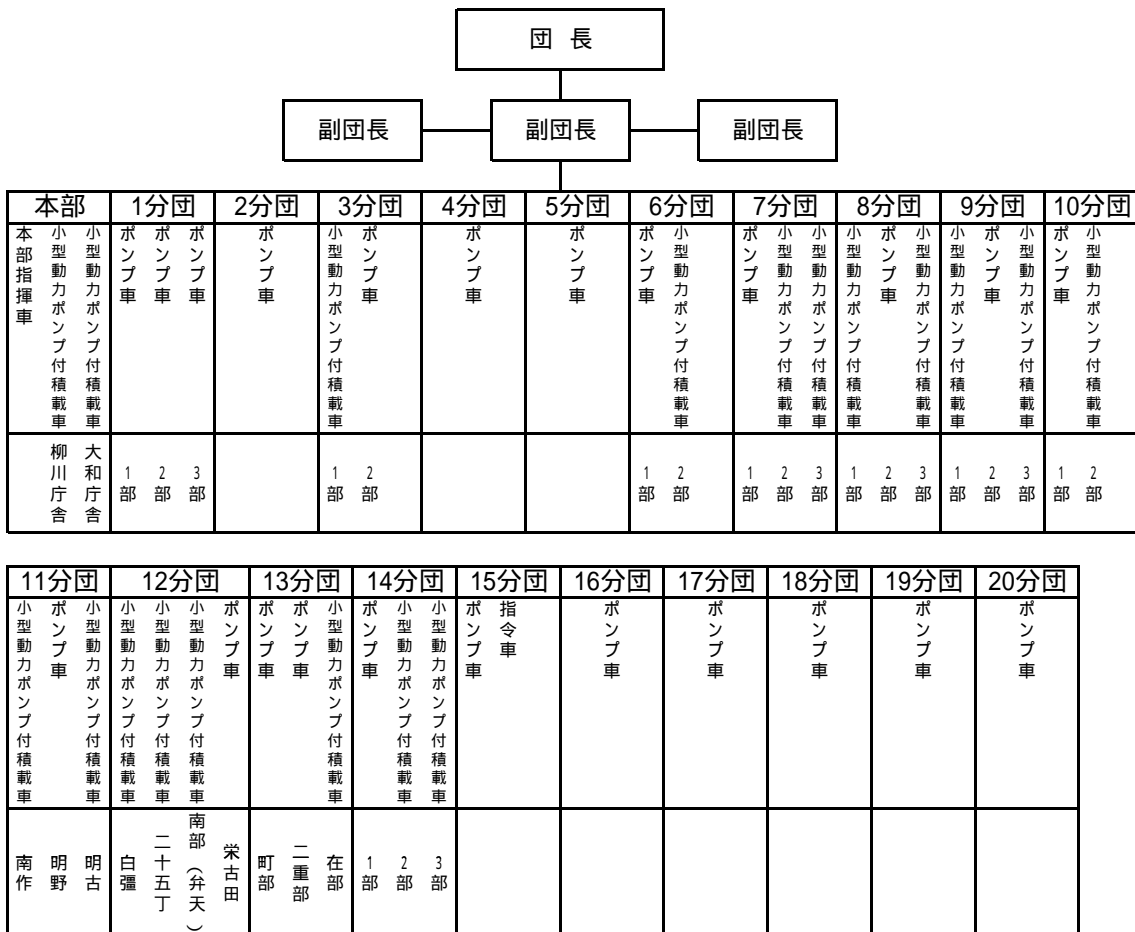 団 長
副団長
副団長
副団長
本部
1分団
2分団
3分団
4分団
5分団
6分団
7分団
8分団
9分団
10分団
本部指揮車
小型動力ポンプ付積載車
小型動力ポンプ付積載車
ポンプ車
ポンプ車
ポンプ車
ポンプ車
小型動力ポンプ付積載車
ポンプ車
ポンプ車
ポンプ車
ポンプ車
小型動力ポンプ付積載車
ポンプ車
小型動力ポンプ付積載車
小型動力ポンプ付積載車
小型動力ポンプ付積載車
ポンプ車
小型動力ポンプ付積載車
小型動力ポンプ付積載車
ポンプ車
小型動力ポンプ付積載車
ポンプ車
小型動力ポンプ付積載車
柳川庁舎
大和庁舎
1部
2部
3部
1部
2部
1部
2部
1部
2部
3部
1部
2部
3部
1部
2部
3部
1部
2部
11分団
12分団
13分団
14分団
15分団
16分団
17分団
18分団
19分団
20分団
小型動力ポンプ付積載車
ポンプ車
小型動力ポンプ付積載車
小型動力ポンプ付積載車
小型動力ポンプ付積載車
小型動力ポンプ付積載車
ポンプ車
ポンプ車
ポンプ車
小型動力ポンプ付積載車
ポンプ車
小型動力ポンプ付積載車
小型動力ポンプ付積載車
ポンプ車
指令車
ポンプ車
ポンプ車
ポンプ車
ポンプ車
ポンプ車
南作
明野
明古
白彊
二十五丁
南部（弁天）
栄古田
町部
二重部
在部
1部
2部
3部